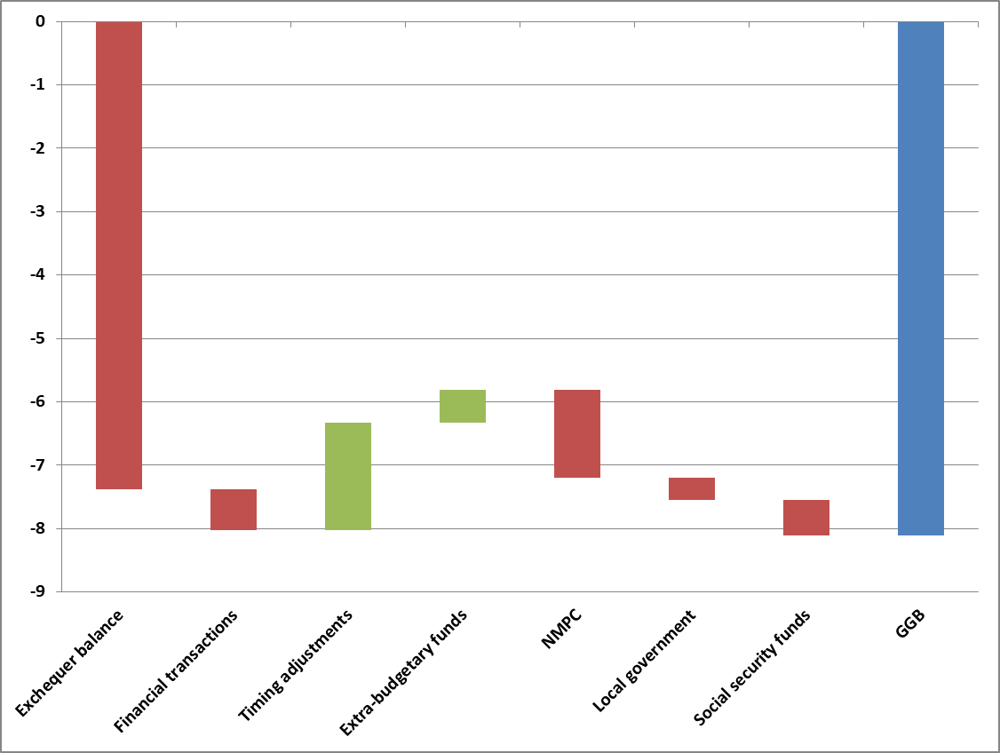 0
-1
-2
-3
-4
-5
-6
-7
-8
-9
Exchequer balance
Financial transactions
Timing adjustments
Extra-budgetary funds
NMPC
Local government
Social security funds
GGB